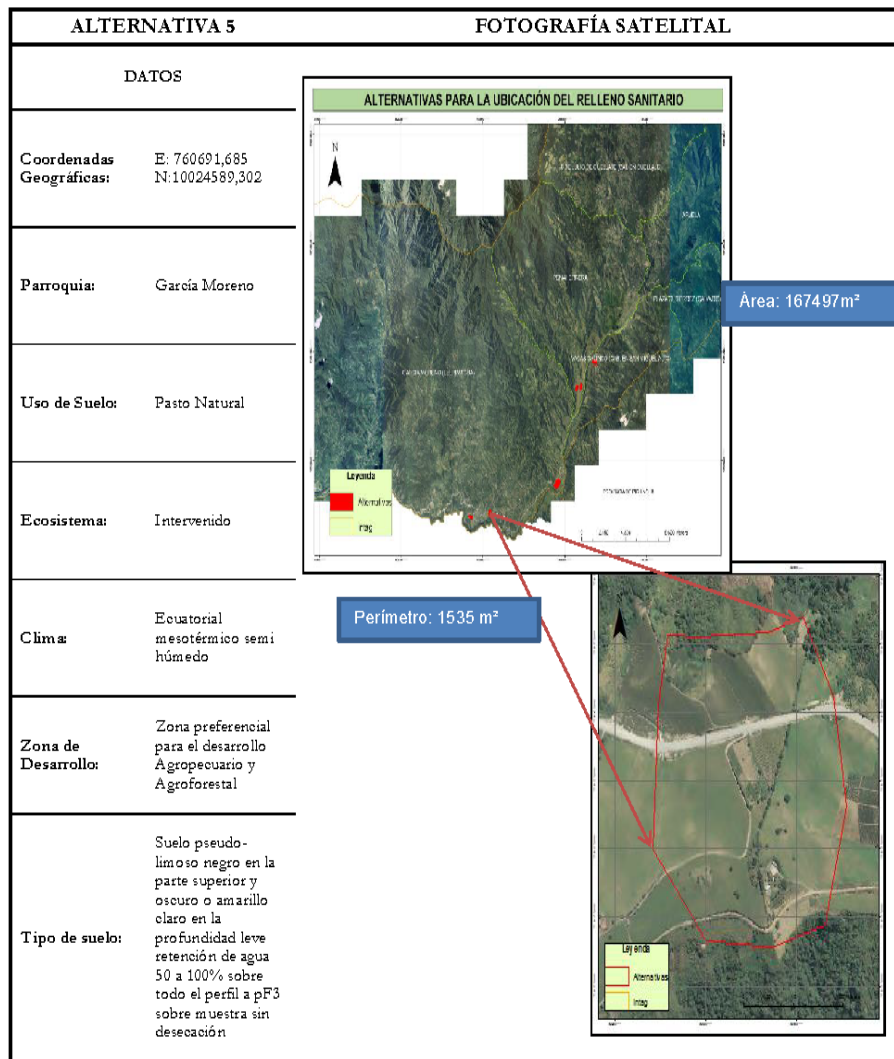 ALTERNATIVA 5
FOTOGRAFÍA SATELITAL
DATOS
Coordenadas
Geográficas:
E: 760691,685
N:10024589,302
Parroquia:
García Moreno
Uso de Suelo:
Pasto Natural
Ecosistema:
Intervenido
Clima:
Ecuatorial
mesotérmico semi
húmedo
Zona de
Desarrollo:
Zona preferencial
para el desarrollo
Agropecuario y
Agroforestal
Tipo de suelo:
Suelo pseudo-
limoso negro en la
parte superior y
oscuro o amarillo
claro en la
profundidad leve
retención de agua
50 a 100% sobre
todo el perfil a pF3
sobre muestra sin
desecación
ALTERNATIVAS PARA LA UBICACIÓN DEL RELLENO SANITARIO
N
Leyenda
Alternativas
Intag
Área: 167497m²
Perímetro: 1535 m²
Leyenda
Alternativas
Intag